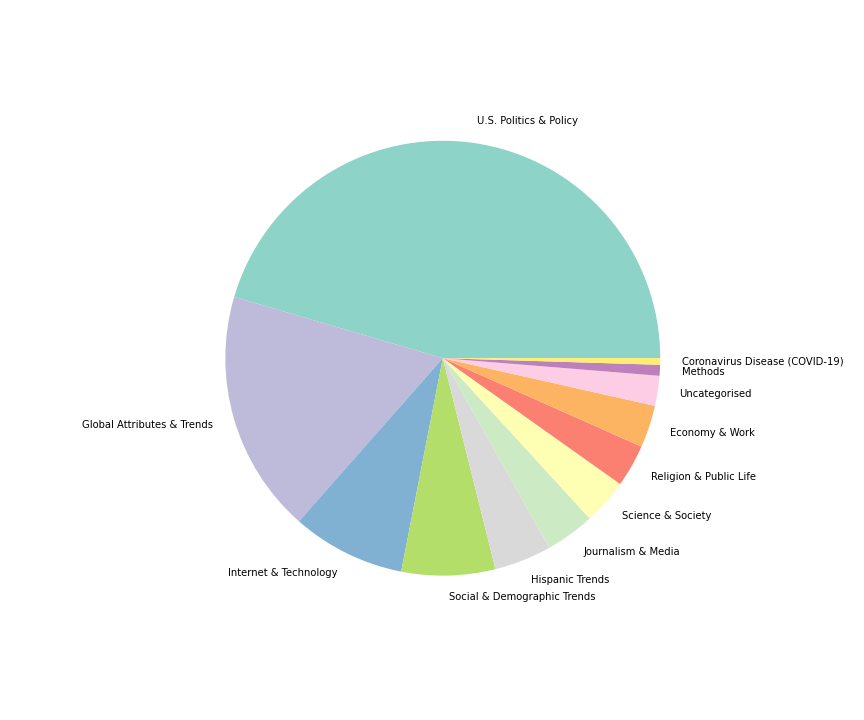 U.S. Politics & Policy
Coronavirus Disease (COVID-19)
Methods
Uncategorised
Global Attributes & Trends
Economy & Work
Religion & Public Life
Science & Society
Journalism & Media
Internet & Technology
Hispanic Trends
Social & Demographic Trends